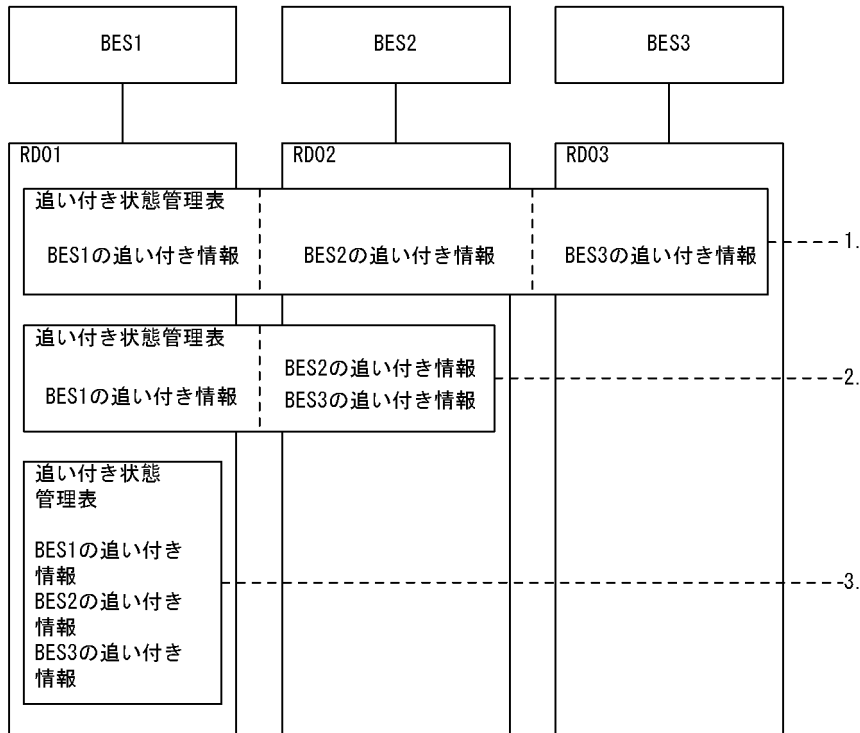 BES1
BES2
BES3
RD01
RD02
RD03
追い付き状態管理表
BES1の追い付き情報
BES2の追い付き情報
BES3の追い付き情報
1.
追い付き状態管理表
BES1の追い付き情報
BES2の追い付き情報
BES3の追い付き情報
2.
追い付き状態
管理表
BES1の追い付き
情報
BES2の追い付き
情報
BES3の追い付き
情報
3.